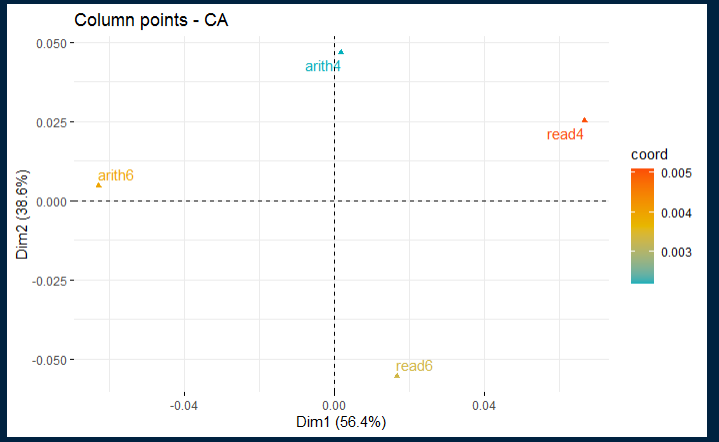 Column points - CA
0.050
arith4
0.025
read4
coord
0.005
0.004
0.003
arith6
0.000
Dim2 (38.6%)
-0.025
-0.050
read6
-0.04
0.00
0.04
Dim1 (56.4%)